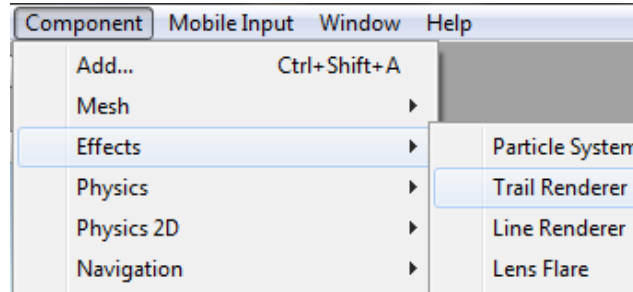 Component Mobile Input Window Help
Add... Ctrl+Shift+A
Mesh
Effects
Physics
Physics 2D
Navigation
Particle System
Trail Renderer
Line Renderer
Lens Flare